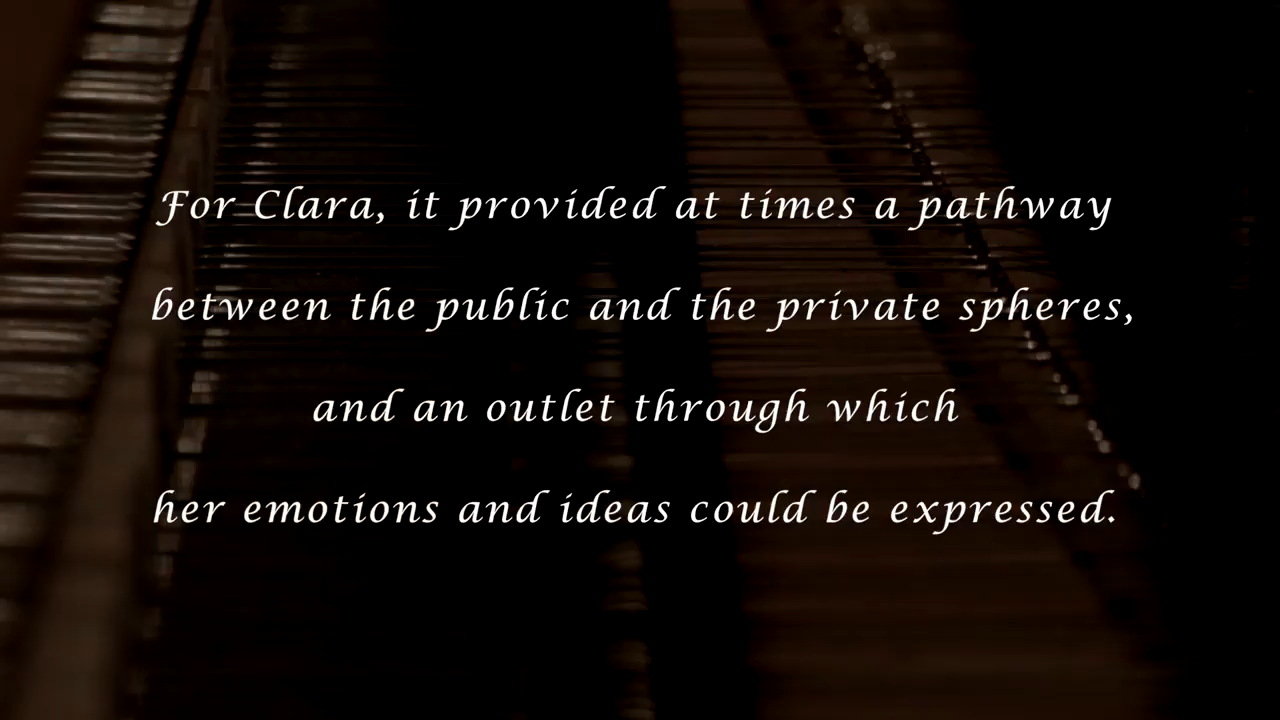 For Clara, it provided at times a pathway
between the public and the private spheres,
and an outlet through which
her emotions and ideas could be expressed.